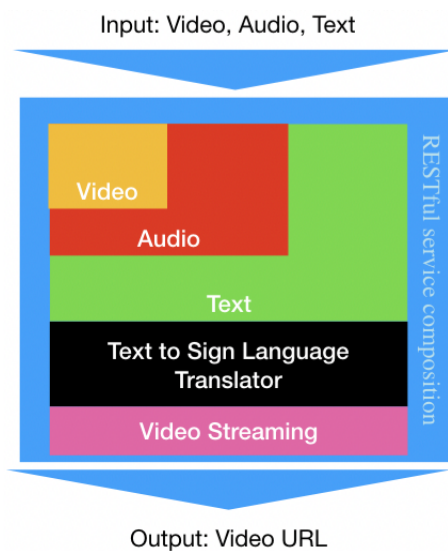 Input: Video, Audio, Text
RESTful service composition
Video
Audio
Text
Text to Sign Language
Translator
Video Streaming
Output: Video URL